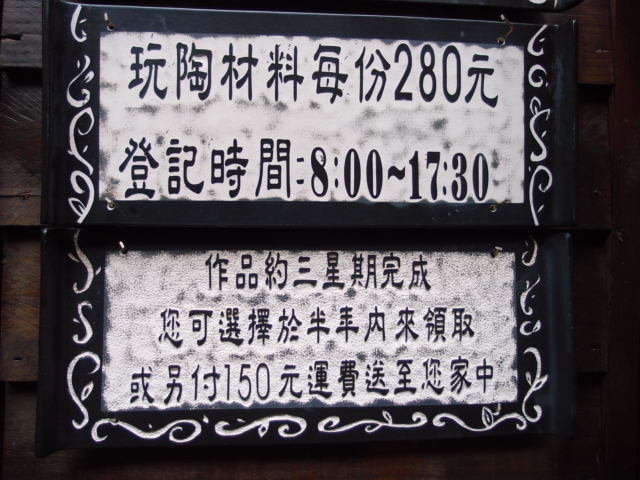 玩陶材料每份280元
登記時間:8:00~17:30
作品約三星期完成
您可選擇於半年內來領取
或另付150元運費送至您家中